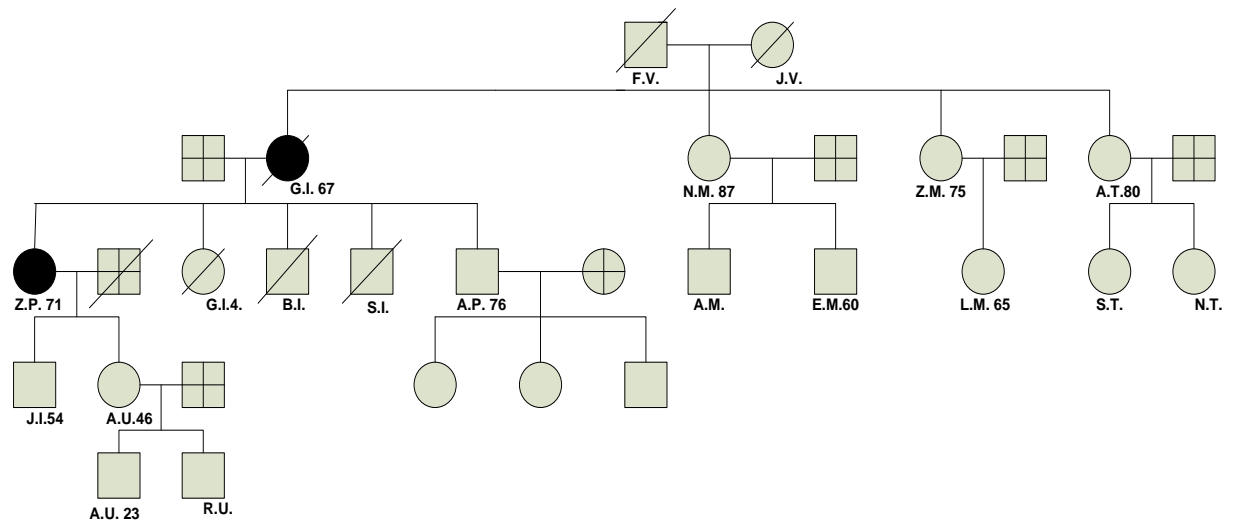 F.V. J.V.
G.I. 67 N.M. 87 Z.M. 75 A.T.80
Z.P. 71 G.I.4. B.I. S.I. A.P. 76 A.M. E.M.60 L.M. 65 S.T. N.T.
J.I.54 A.U.46
A.U. 23 R.U.